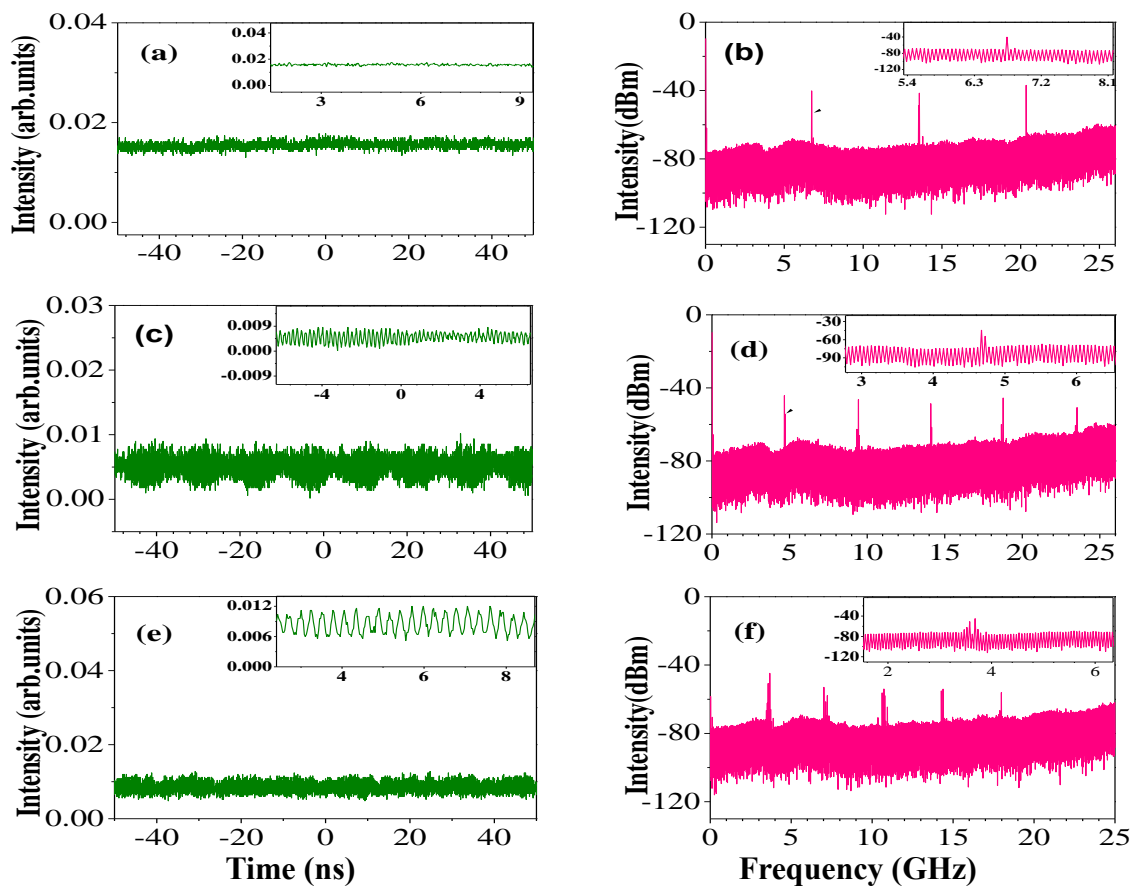 0.04
0.02
0.00
Intensity (arb.units)
(a)
0.04
0.02
0.00
3 6 9
-40 -20 0 20 40
0
-40
-80
-120
Intensity(dBm)
(b)
-40
-80
-120
5.4 6.3 7.2 8.1
0 5 10 15 20 25
0.03
0.02
0.01
0.00
Intensity (arb.units)
(c)
0.009
0.000
-0.009
-4 0 4
-40 -20 0 20 40
0
-40
-80
-120
Intensity(dBm)
(d)
-30
-60
-90
3 4 5 6
0 5 10 15 20 25
0.06
0.04
0.02
0.00
Intensity (arb.units)
(e)
0.012
0.006
0.000
4 6 8
-40 -20 0 20 40
Time (ns)
0
-40
-80
-120
Intensity(dBm)
(f)
-40
-80
-120
2 4 6
0 5 10 15 20 25
Frequency (GHz)